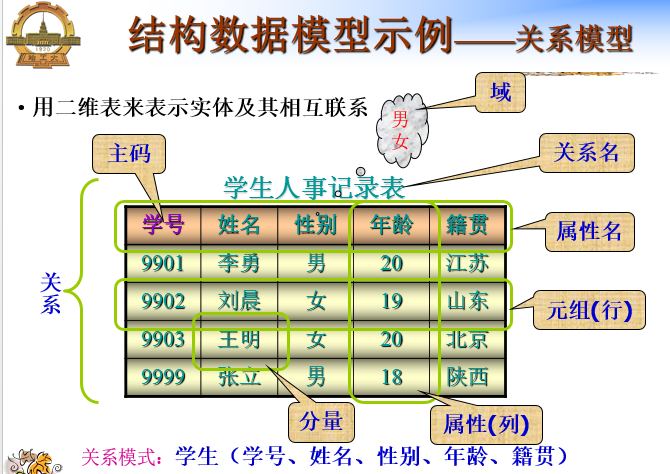 结构数据模型示例——关系模型
·用二维表来表示实体及其相互联系
域
男
女
主码
关系名
学生人事记录表
学号 姓名 性别 年龄 籍贯
属性名
9901 李勇 男 20 江苏
关系
9902 刘晨 女 19 山东
元组(行)
9903 王明 女 20 北京
9999 张立 男 18 陕西
分量
属性(列)
关系模式：学生（学号、姓名、性别、年龄、籍贯）